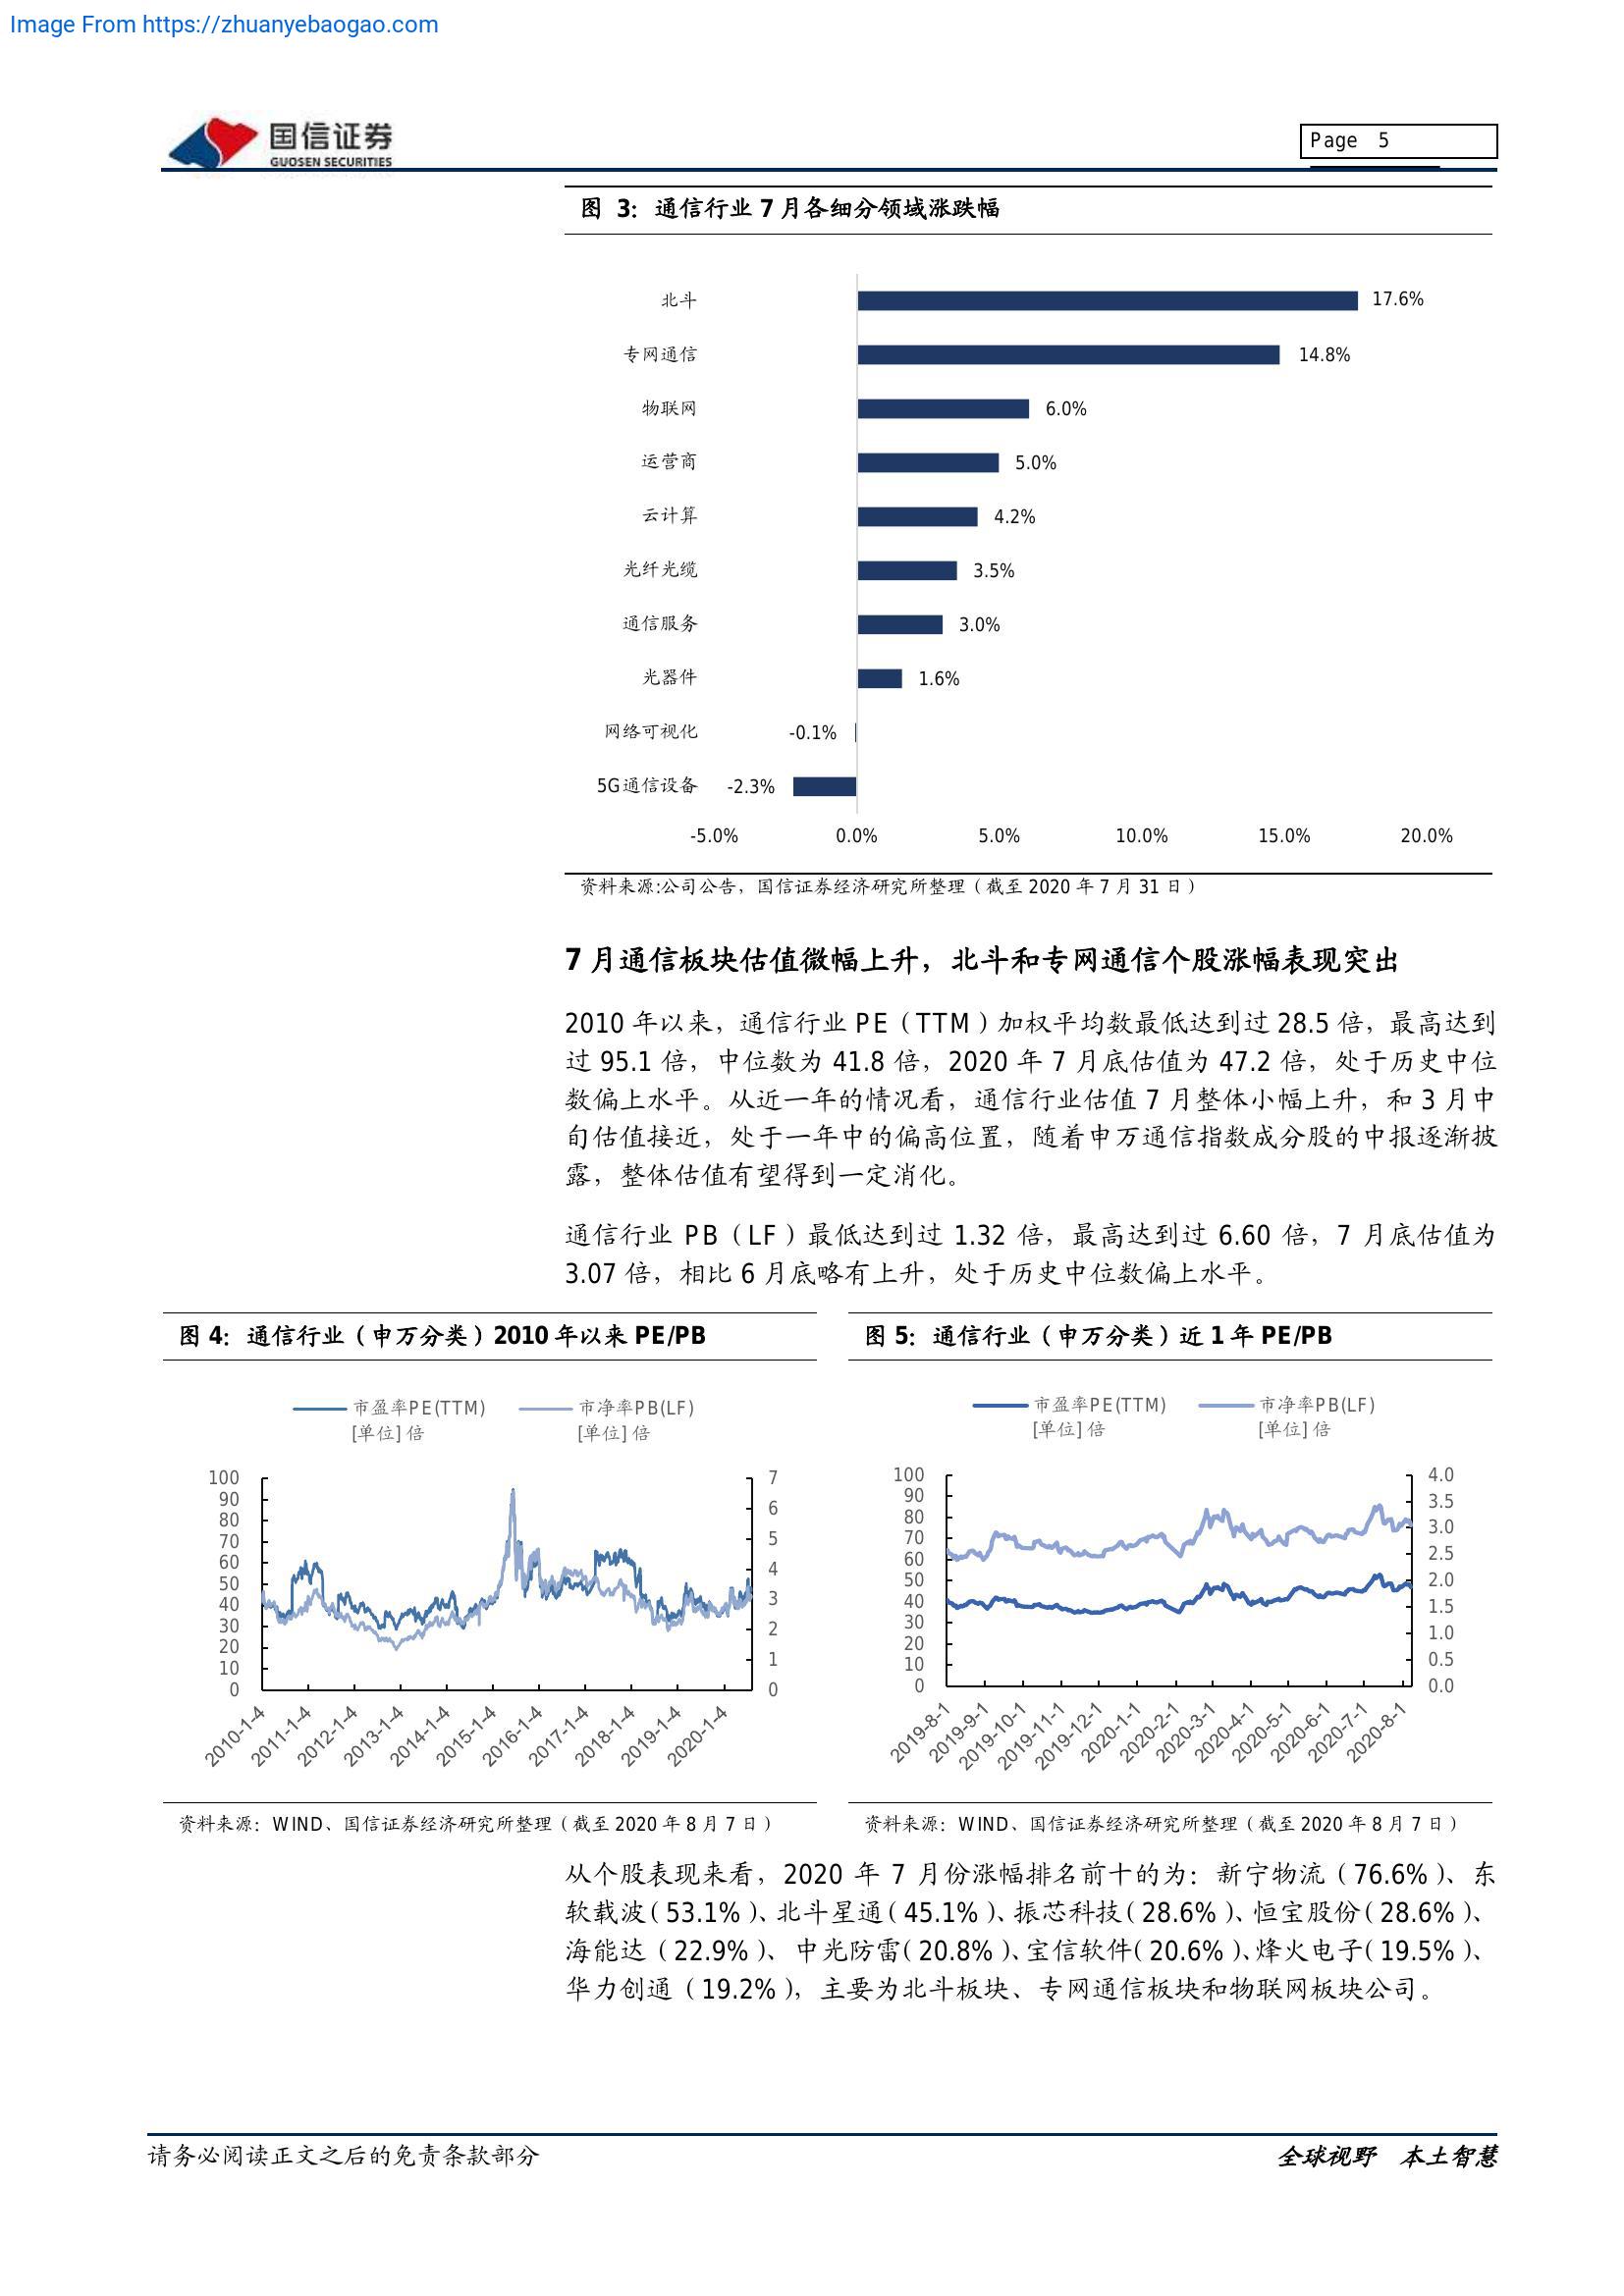 Image From https://zhuanyebaogao.com
国信证券
GUOSEN SECURITIES
Page 5
图 3：通信行业 7 月各细分领域涨跌幅
北斗 17.6%
专网通信 14.8%
物联网 6.0%
运营商 5.0%
云计算 4.2%
光纤光缆 3.5%
通信服务 3.0%
光器件 1.6%
网络可视化 -0.1%
5G通信设备 -2.3%
-5.0% 0.0% 5.0% 10.0% 15.0% 20.0%
资料来源:公司公告，国信证券经济研究所整理（截至 2020 年 7 月 31 日）
7 月通信板块估值微幅上升，北斗和专网通信个股涨幅表现突出
2010 年以来，通信行业 PE（TTM）加权平均数最低达到过 28.5 倍，最高达到
过 95.1 倍，中位数为 41.8 倍，2020 年 7 月底估值为 47.2 倍，处于历史中位
数偏上水平。从近一年的情况看，通信行业估值 7 月整体小幅上升，和 3 月中
旬估值接近，处于一年中的偏高位置，随着申万通信指数成分股的中报逐渐披
露，整体估值有望得到一定消化。
通信行业 PB（LF）最低达到过 1.32 倍，最高达到过 6.60 倍，7 月底估值为
3.07 倍，相比 6 月底略有上升，处于历史中位数偏上水平。
图 4：通信行业（申万分类）2010 年以来 PE/PB
市盈率PE(TTM) 市净率PB(LF)
[单位] 倍 [单位] 倍
100 7
90
80 6
70 5
60 4
50
40 3
30 2
20
10 1
0 0
2010-1-4 2011-1-4 2012-1-4 2013-1-4 2014-1-4 2015-1-4 2016-1-4 2017-1-4 2018-1-4 2019-1-4 2020-1-4
资料来源：WIND、国信证券经济研究所整理（截至 2020 年 8 月 7 日）
图 5：通信行业（申万分类）近 1 年 PE/PB
市盈率PE(TTM) 市净率PB(LF)
[单位] 倍 [单位] 倍
100 4.0
90 3.5
80 3.0
70
60 2.5
50 2.0
40 1.5
30 1.0
20
10 0.5
0 0.0
2019-8-1 2019-9-1 2019-10-1 2019-11-1 2019-12-1 2020-1-1 2020-2-1 2020-3-1 2020-4-1 2020-5-1 2020-6-1 2020-7-1 2020-8-1
资料来源：WIND、国信证券经济研究所整理（截至 2020 年 8 月 7 日）
从个股表现来看，2020 年 7 月份涨幅排名前十的为：新宁物流（76.6%）、东
软载波（53.1%）、北斗星通（45.1%）、振芯科技（28.6%）、恒宝股份（28.6%）、
海能达（22.9%）、中光防雷（20.8%）、宝信软件（20.6%）、烽火电子（19.5%）、
华力创通（19.2%），主要为北斗板块、专网通信板块和物联网板块公司。
请务必阅读正文之后的免责条款部分
全球视野 本土智慧